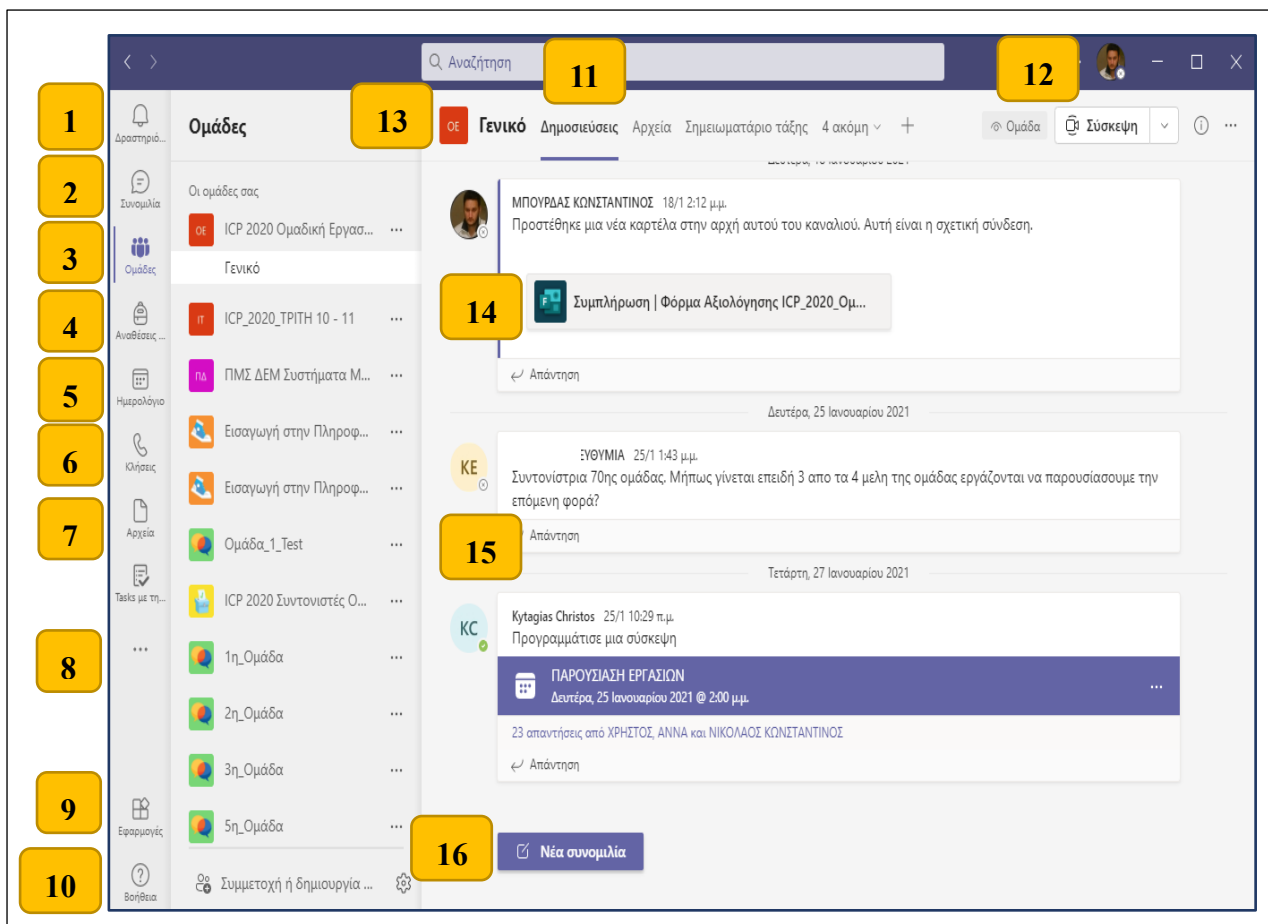 Αναζήτηση
11
12
1
Δραστηριό...
2
Συνομιλία
3
Ομάδες
4
Αναθέσεις ...
5
Ημερολόγιο
6
Κλήσεις
7
Αρχεία
Tasks με τη...
8
9
Εφαρμογές
10
Βοήθεια
Ομάδες
Οι ομάδες σας
ΟΕ ICP 2020 Ομαδική Εργασ... ...
Γενικό
ΙΤ ICP_2020_ΤΡΙΤΗ 10 - 11 ...
ΠΔ ΠΜΣ ΔΕΜ Συστήματα Μ... ...
Εισαγωγή στην Πληροφ... ...
Εισαγωγή στην Πληροφ... ...
Ομάδα_1_Test ...
ICP 2020 Συντονιστές Ο... ...
1η_Ομάδα ...
2η_Ομάδα ...
3η_Ομάδα ...
5η_Ομάδα ...
Συμμετοχή ή δημιουργία ...
13
ΟΕ Γενικό Δημοσιεύσεις Αρχεία Σημειωματάριο τάξης 4 ακόμη + Ομάδα Σύσκεψη ...
ΜΠΟΥΡΔΑΣ ΚΩΝΣΤΑΝΤΙΝΟΣ 18/1 2:12 μ.μ.
Προστέθηκε μια νέα καρτέλα στην αρχή αυτού του καναλιού. Αυτή είναι η σχετική σύνδεση.
14
F Συμπλήρωση | Φόρμα Αξιολόγησης ICP_2020_Ομ...
Απάντηση
Δευτέρα, 25 Ιανουαρίου 2021
ΚΕ
ΕΥΘΥΜΙΑ 25/1 1:43 μ.μ.
Συντονίστρια 70ης ομάδας. Μήπως γίνεται επειδή 3 απο τα 4 μελη της ομάδας εργάζονται να παρουσίασουμε την
επόμενη φορά?
15
Απάντηση
Τετάρτη, 27 Ιανουαρίου 2021
KC
Kytagias Christos 25/1 10:29 π.μ.
Προγραμμάτισε μια σύσκεψη
ΠΑΡΟΥΣΙΑΣΗ ΕΡΓΑΣΙΩΝ
Δευτέρα, 25 Ιανουαρίου 2021 @ 2:00 μ.μ.
...
23 απαντήσεις από ΧΡΗΣΤΟΣ, ΑΝΝΑ και ΝΙΚΟΛΑΟΣ ΚΩΝΣΤΑΝΤΙΝΟΣ
Απάντηση
16
Νέα συνομιλία